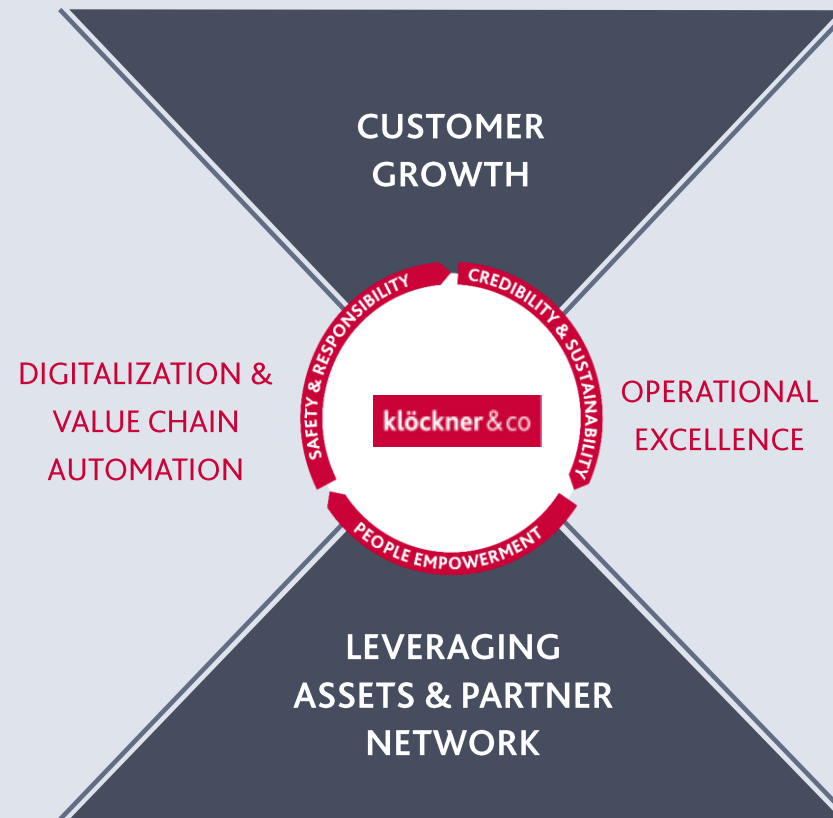 CUSTOMER
GROWTH
SAFETY & RESPONSIBILITY
CREDIBILITY & SUSTAINABILITY
DIGITALIZATION &
VALUE CHAIN
AUTOMATION
klöckner & co
OPERATIONAL
EXCELLENCE
PEOPLE EMPOWERMENT
LEVERAGING
ASSETS & PARTNER
NETWORK